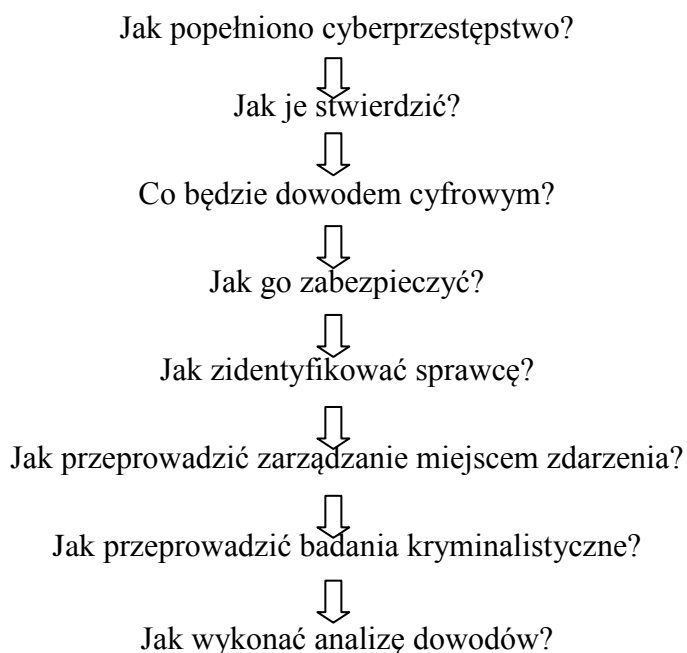 Jak popełniono cyberprzestępstwo?
Jak je stwierdzić?
Co będzie dowodem cyfrowym?
Jak go zabezpieczyć?
Jak zidentyfikować sprawcę?
Jak przeprowadzić zarządzanie miejscem zdarzenia?
Jak przeprowadzić badania kryminalistyczne?
Jak wykonać analizę dowodów?